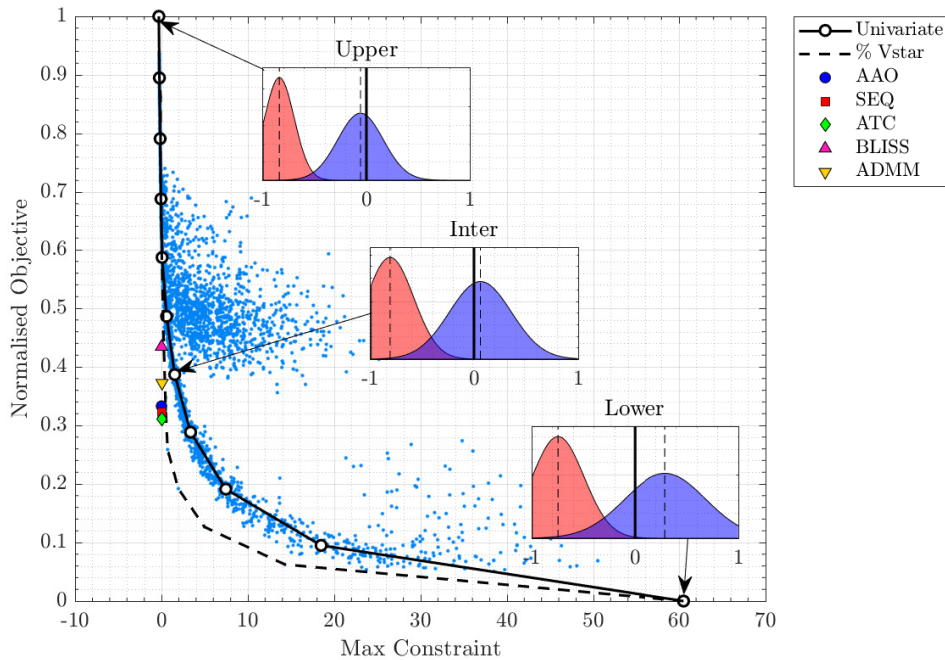 1
0.9
0.8
0.7
0.6
0.5
0.4
0.3
0.2
0.1
0
Normalised Objective
-10
0
10
20
30
40
50
60
70
Max Constraint
Upper
-1
0
1
Inter
-1
0
1
Lower
-1
0
1
Univariate
% Vstar
AAO
SEQ
ATC
BLISS
ADMM